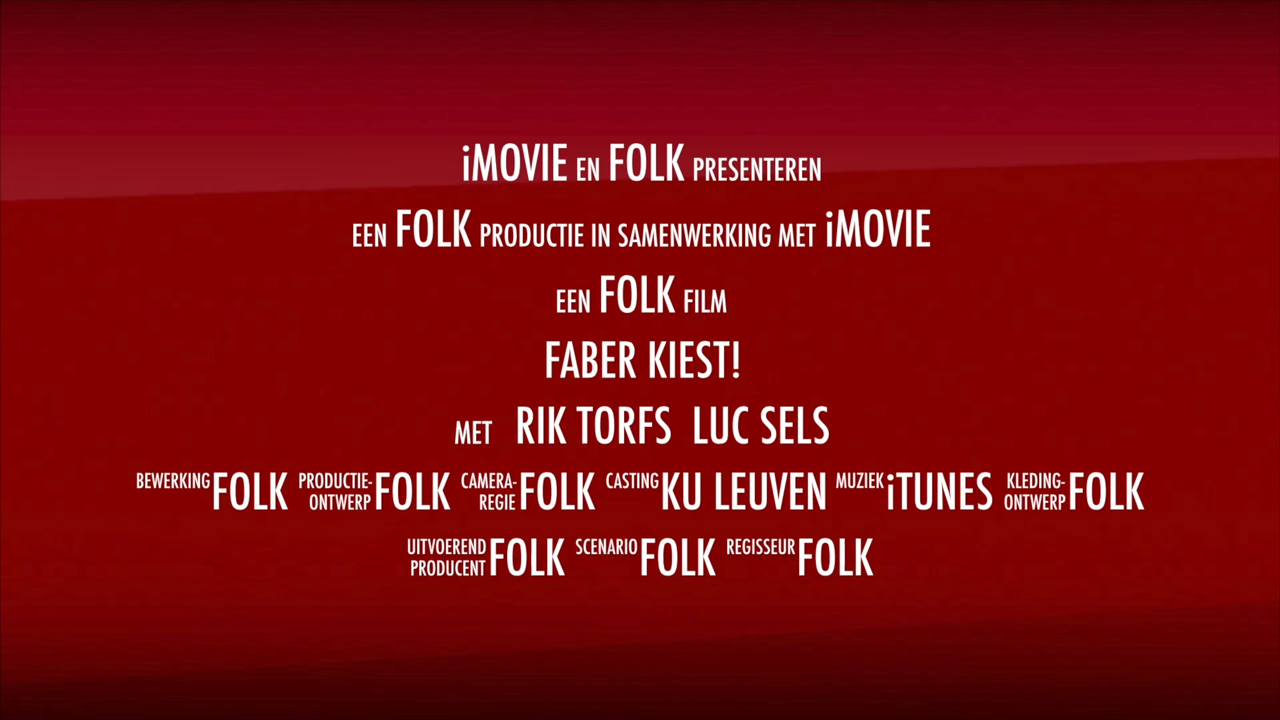 iMOVIE EN FOLK PRESENTEREN
EEN FOLK PRODUCTIE IN SAMENWERKING MET iMOVIE
EEN FOLK FILM
FABER KIEST!
MET RIK TORFS LUC SELS
BEWERKING FOLK PRODUCTIE-ONTWERP FOLK CAMERA-REGIE FOLK CASTING KU LEUVEN MUZIEK iTUNES KLEDING-ONTWERP FOLK
UITVOEREND PRODUCENT FOLK SCENARIO FOLK REGISSEUR FOLK